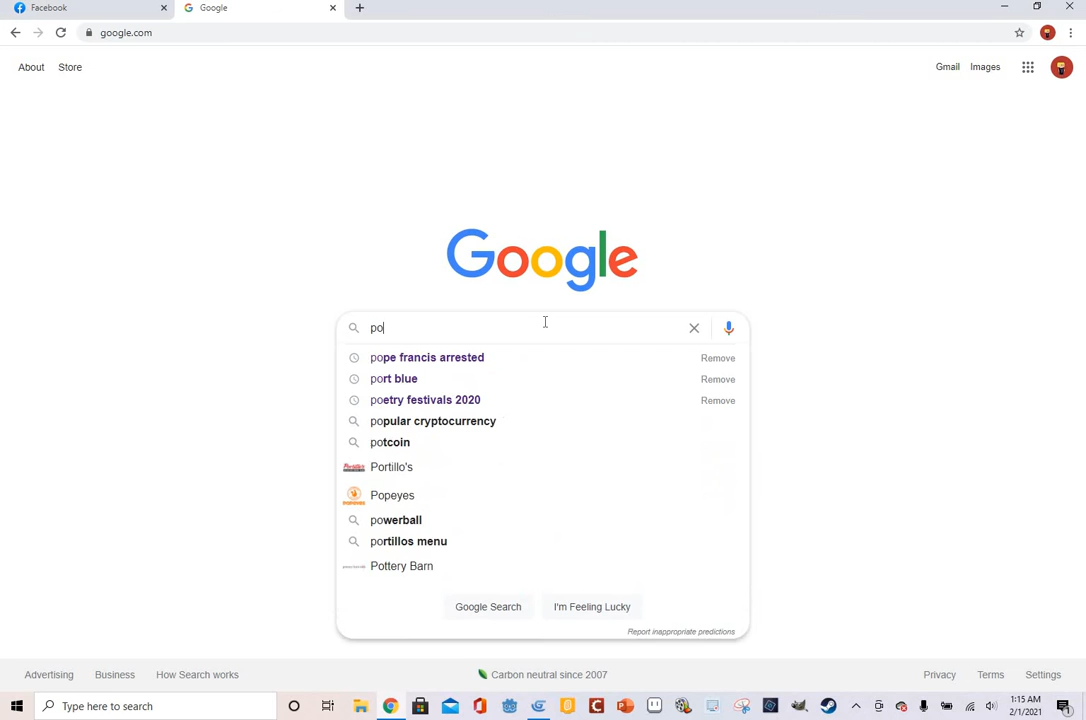 Facebook
Google
google.com
About Store Gmail Images
Google
po
pope francis arrested Remove
port blue Remove
poetry festivals 2020 Remove
popular cryptocurrency
potcoin
Portillo's
Popeyes
powerball
portillos menu
Pottery Barn
Google Search I'm Feeling Lucky
Report inappropriate predictions
Advertising Business How Search works Carbon neutral since 2007 Privacy Terms Settings
Type here to search
1:15 AM
2/1/2021